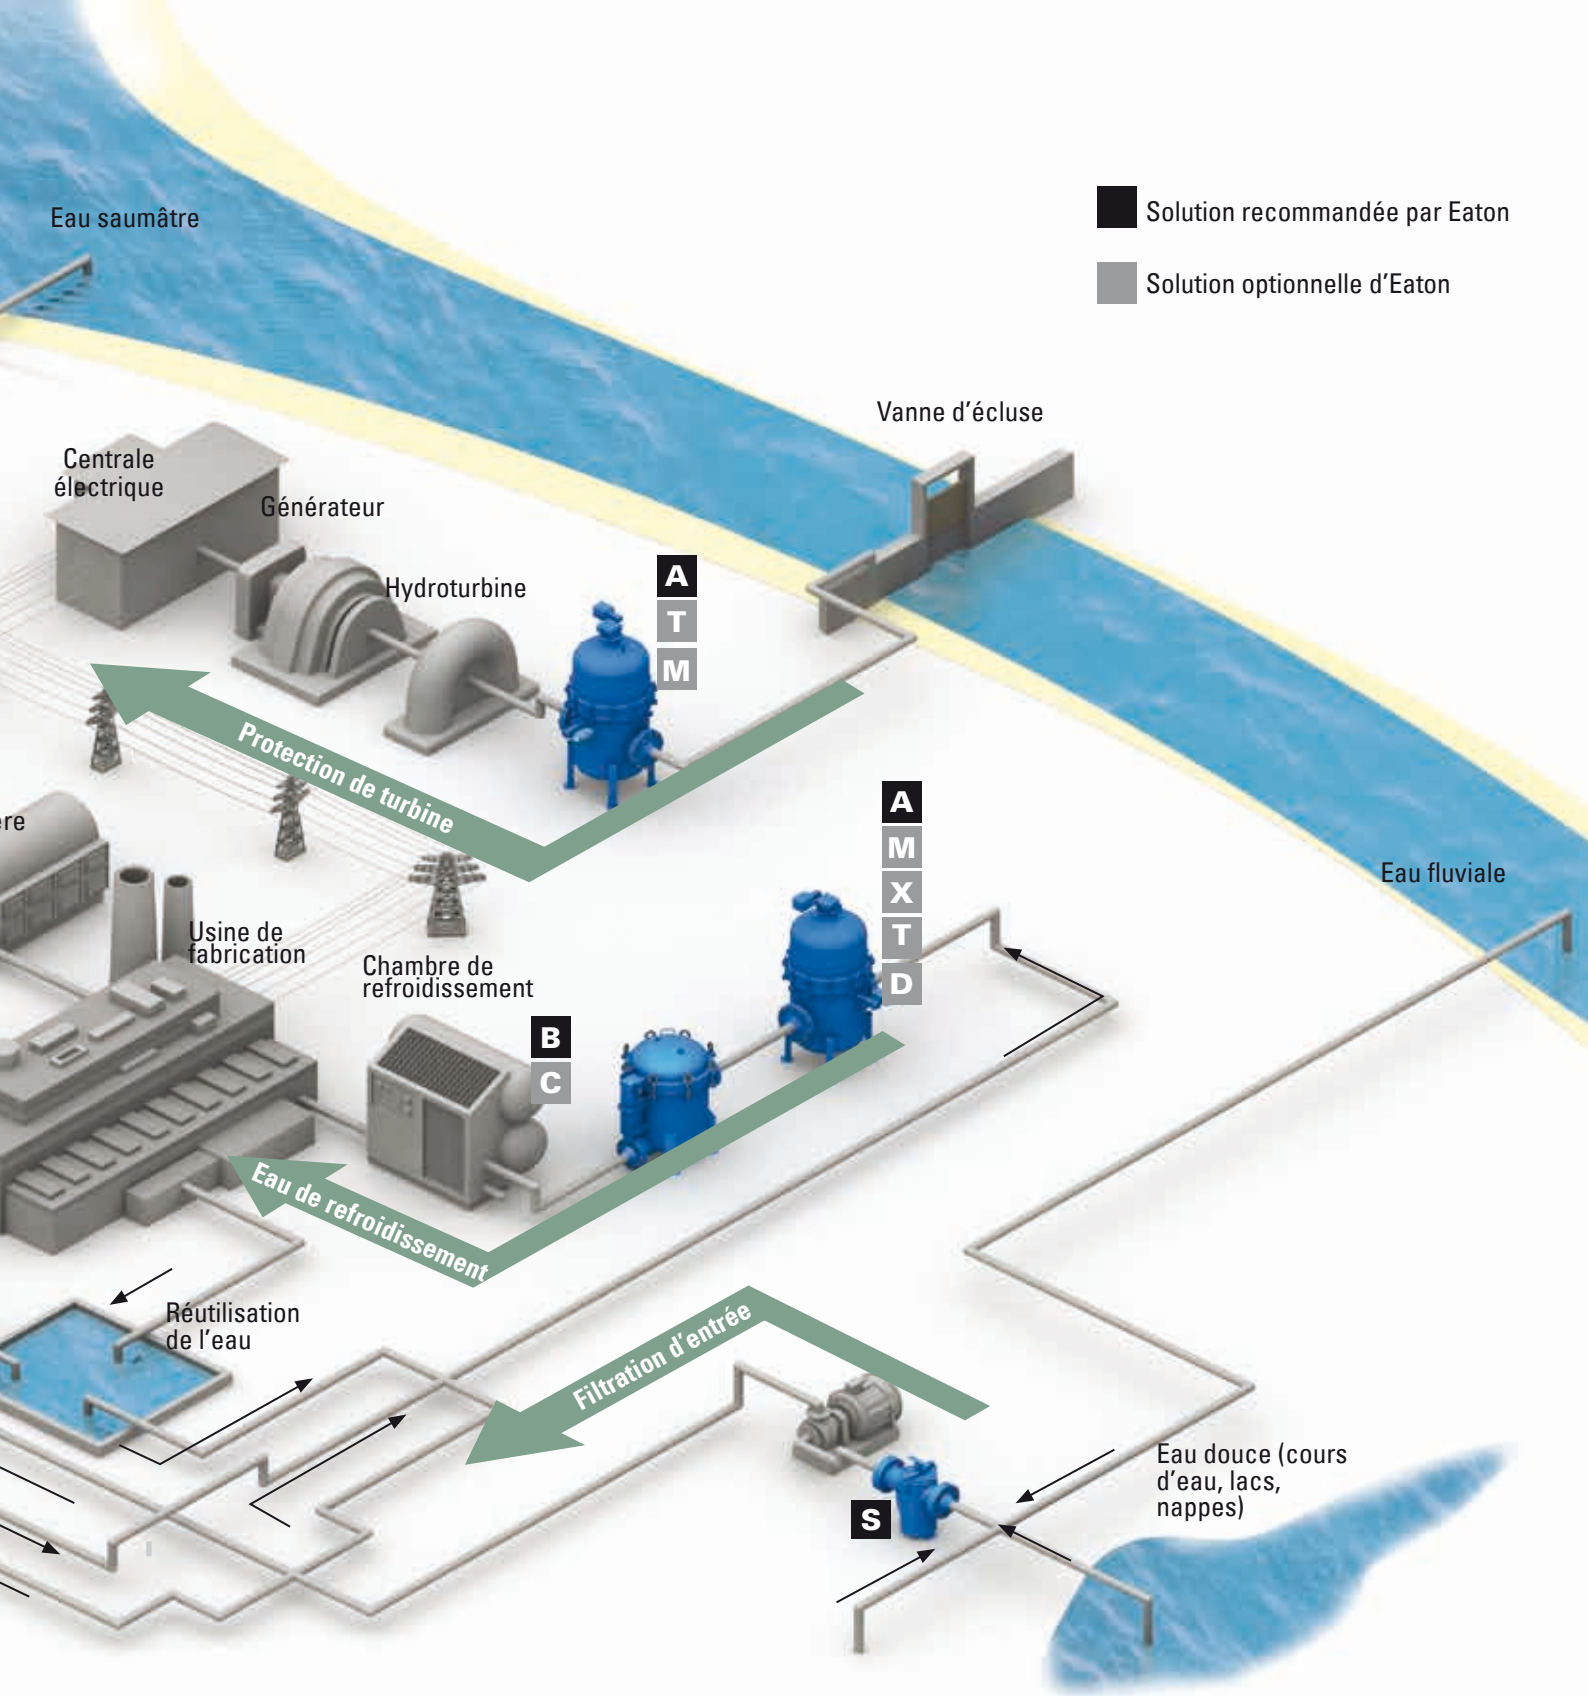 Eau saumâtre
Solution recommandée par Eaton
Solution optionnelle d'Eaton
Vanne d'écluse
Centrale
électrique
Générateur
Hydroturbine
A
T
M
Protection de turbine
A
M
X
T
D
Eau fluviale
ère
Usine de
fabrication
Chambre de
refroidissement
B
C
Eau de refroidissement
Réutilisation
de l'eau
Filtration d'entrée
S
Eau douce (cours
d'eau, lacs,
nappes)